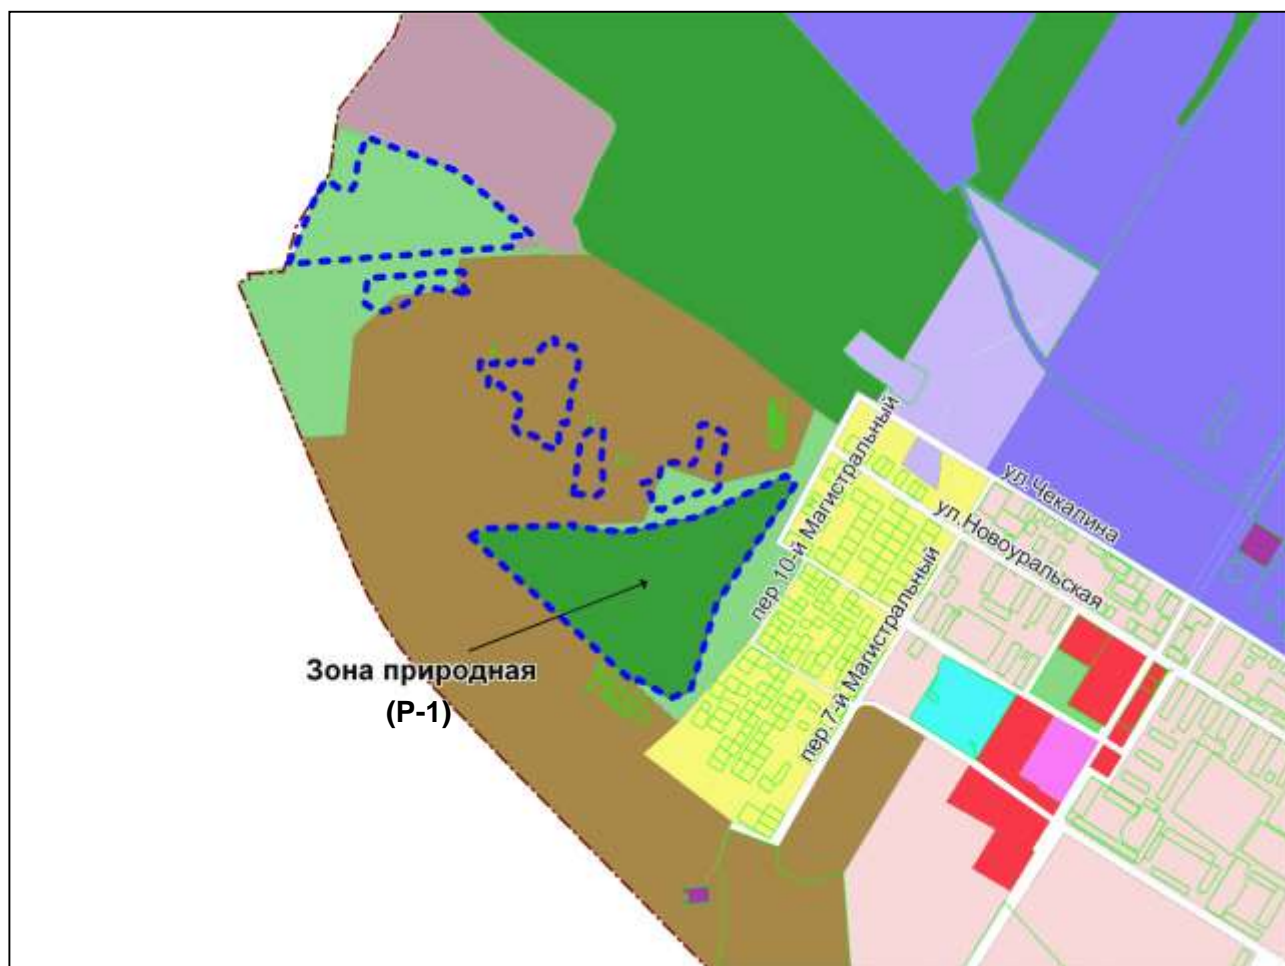 ул. Чекалина
ул. Новоуральская
пер 10-й Магистральный
пер 7-й Магистральный
Зона природная
(Р-1)